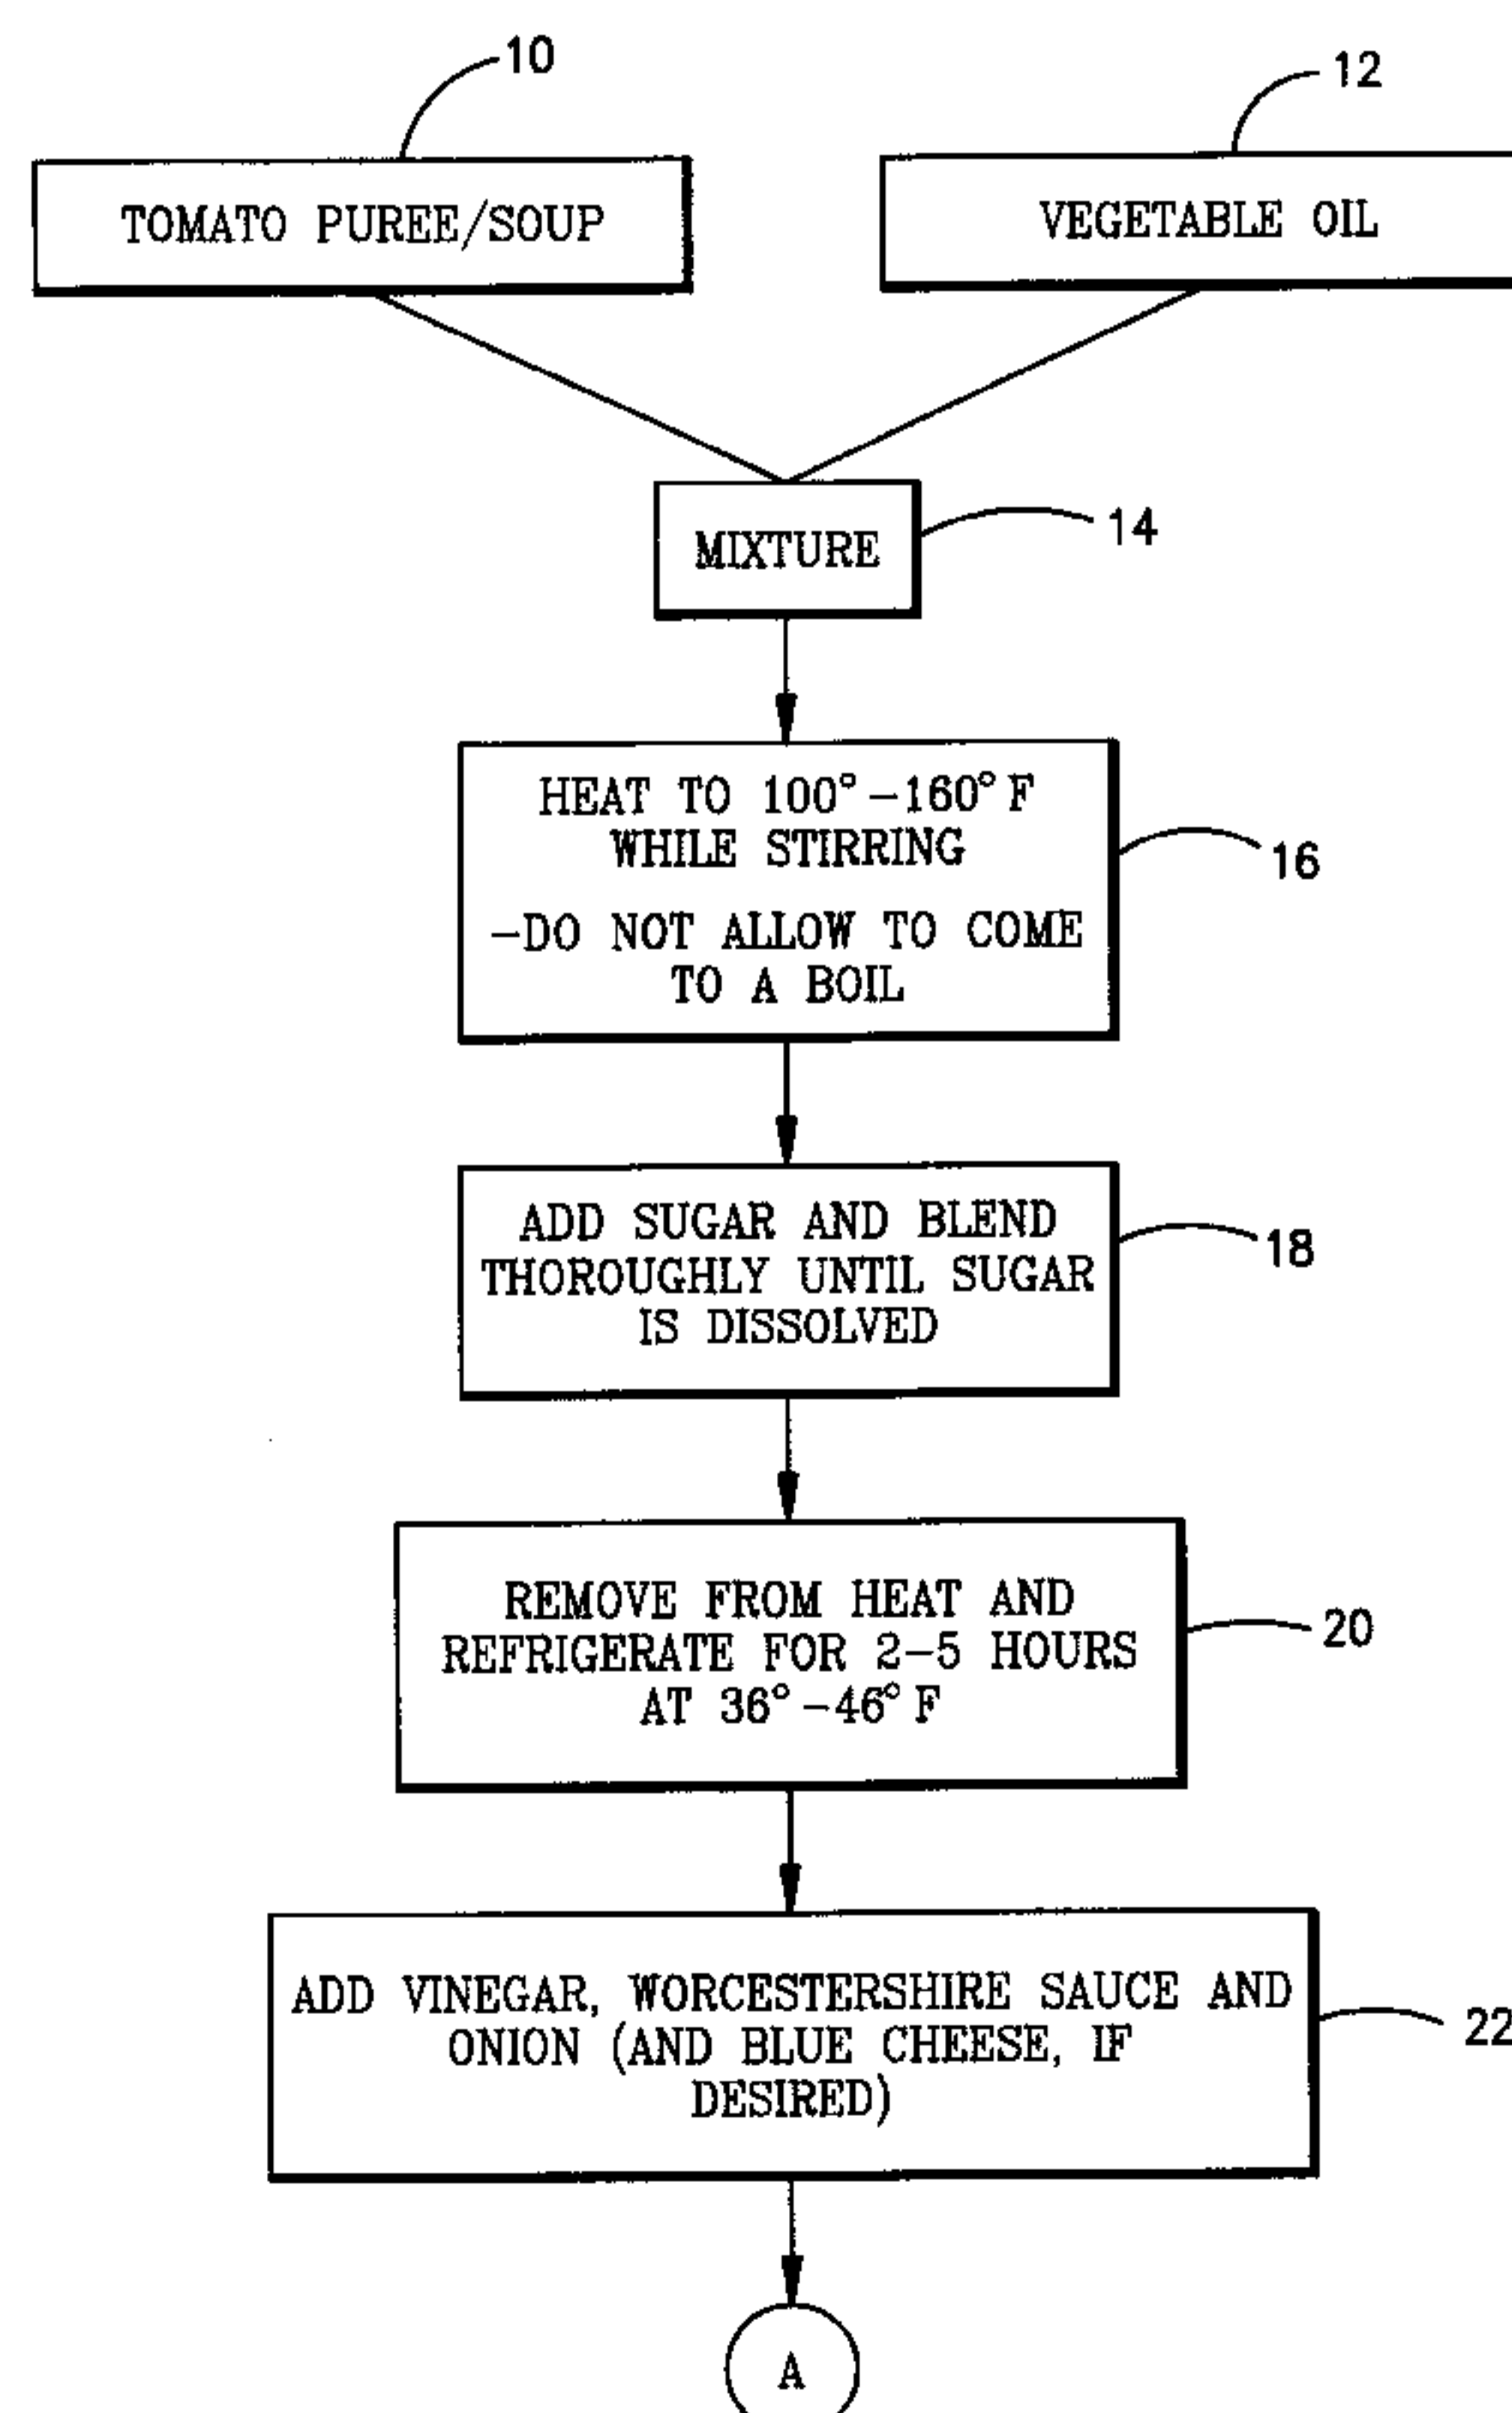 10
12
TOMATO PUREE/SOUP
VEGETABLE OIL
MIXTURE
14
HEAT TO 100°-160°F
WHILE STIRRING
-DO NOT ALLOW TO COME
TO A BOIL
16
ADD SUGAR AND BLEND
THOROUGHLY UNTIL SUGAR
IS DISSOLVED
18
REMOVE FROM HEAT AND
REFRIGERATE FOR 2-5 HOURS
AT 36°-46°F
20
ADD VINEGAR, WORCESTERSHIRE SAUCE AND
ONION (AND BLUE CHEESE, IF
DESIRED)
22
A